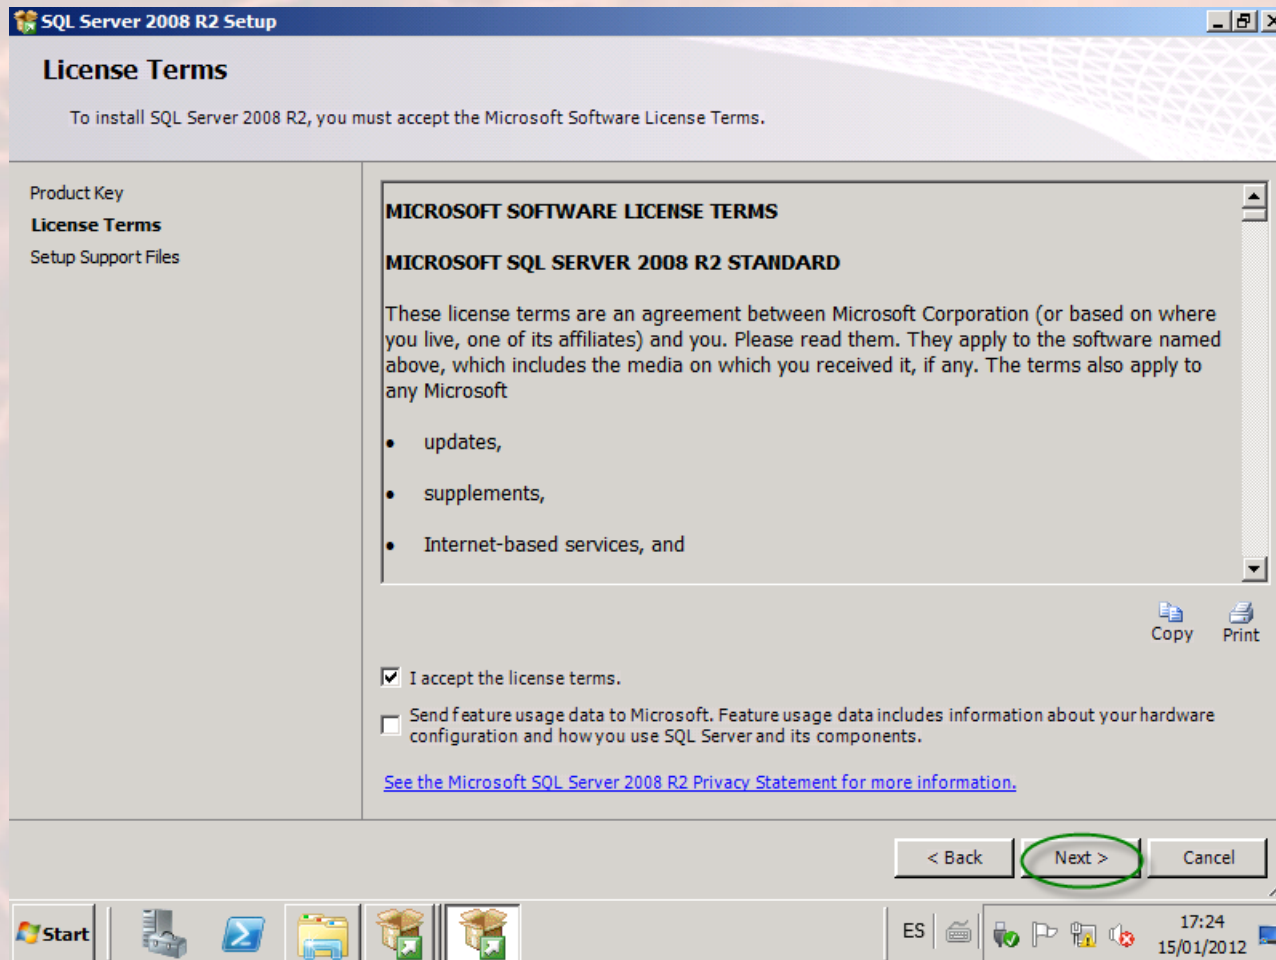 SQL Server 2008 R2 Setup
License Terms
To install SQL Server 2008 R2, you must accept the Microsoft Software License Terms.
Product Key
License Terms
Setup Support Files
MICROSOFT SOFTWARE LICENSE TERMS
MICROSOFT SQL SERVER 2008 R2 STANDARD
These license terms are an agreement between Microsoft Corporation (or based on where
you live, one of its affiliates) and you. Please read them. They apply to the software named
above, which includes the media on which you received it, if any. The terms also apply to
any Microsoft
• updates,
• supplements,
• Internet-based services, and
Copy Print
I accept the license terms.
Send feature usage data to Microsoft. Feature usage data includes information about your hardware
configuration and how you use SQL Server and its components.
See the Microsoft SQL Server 2008 R2 Privacy Statement for more information.
< Back Next > Cancel
Start ES 17:24
15/01/2012